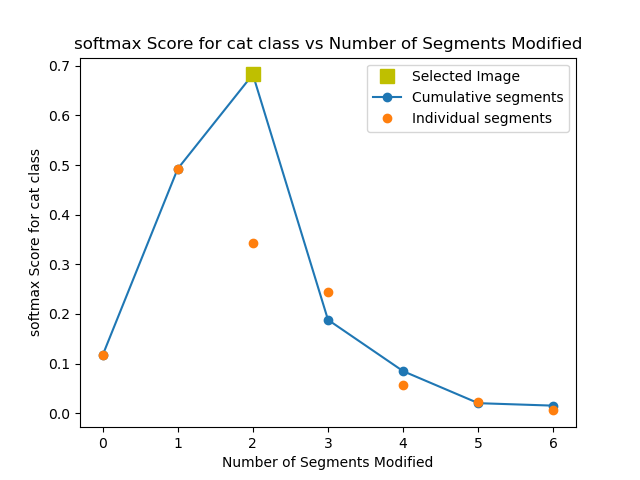 softmax Score for cat class vs Number of Segments Modified
Selected Image
Cumulative segments
Individual segments
softmax Score for cat class
0.7
0.6
0.5
0.4
0.3
0.2
0.1
0.0
0 1 2 3 4 5 6
Number of Segments Modified